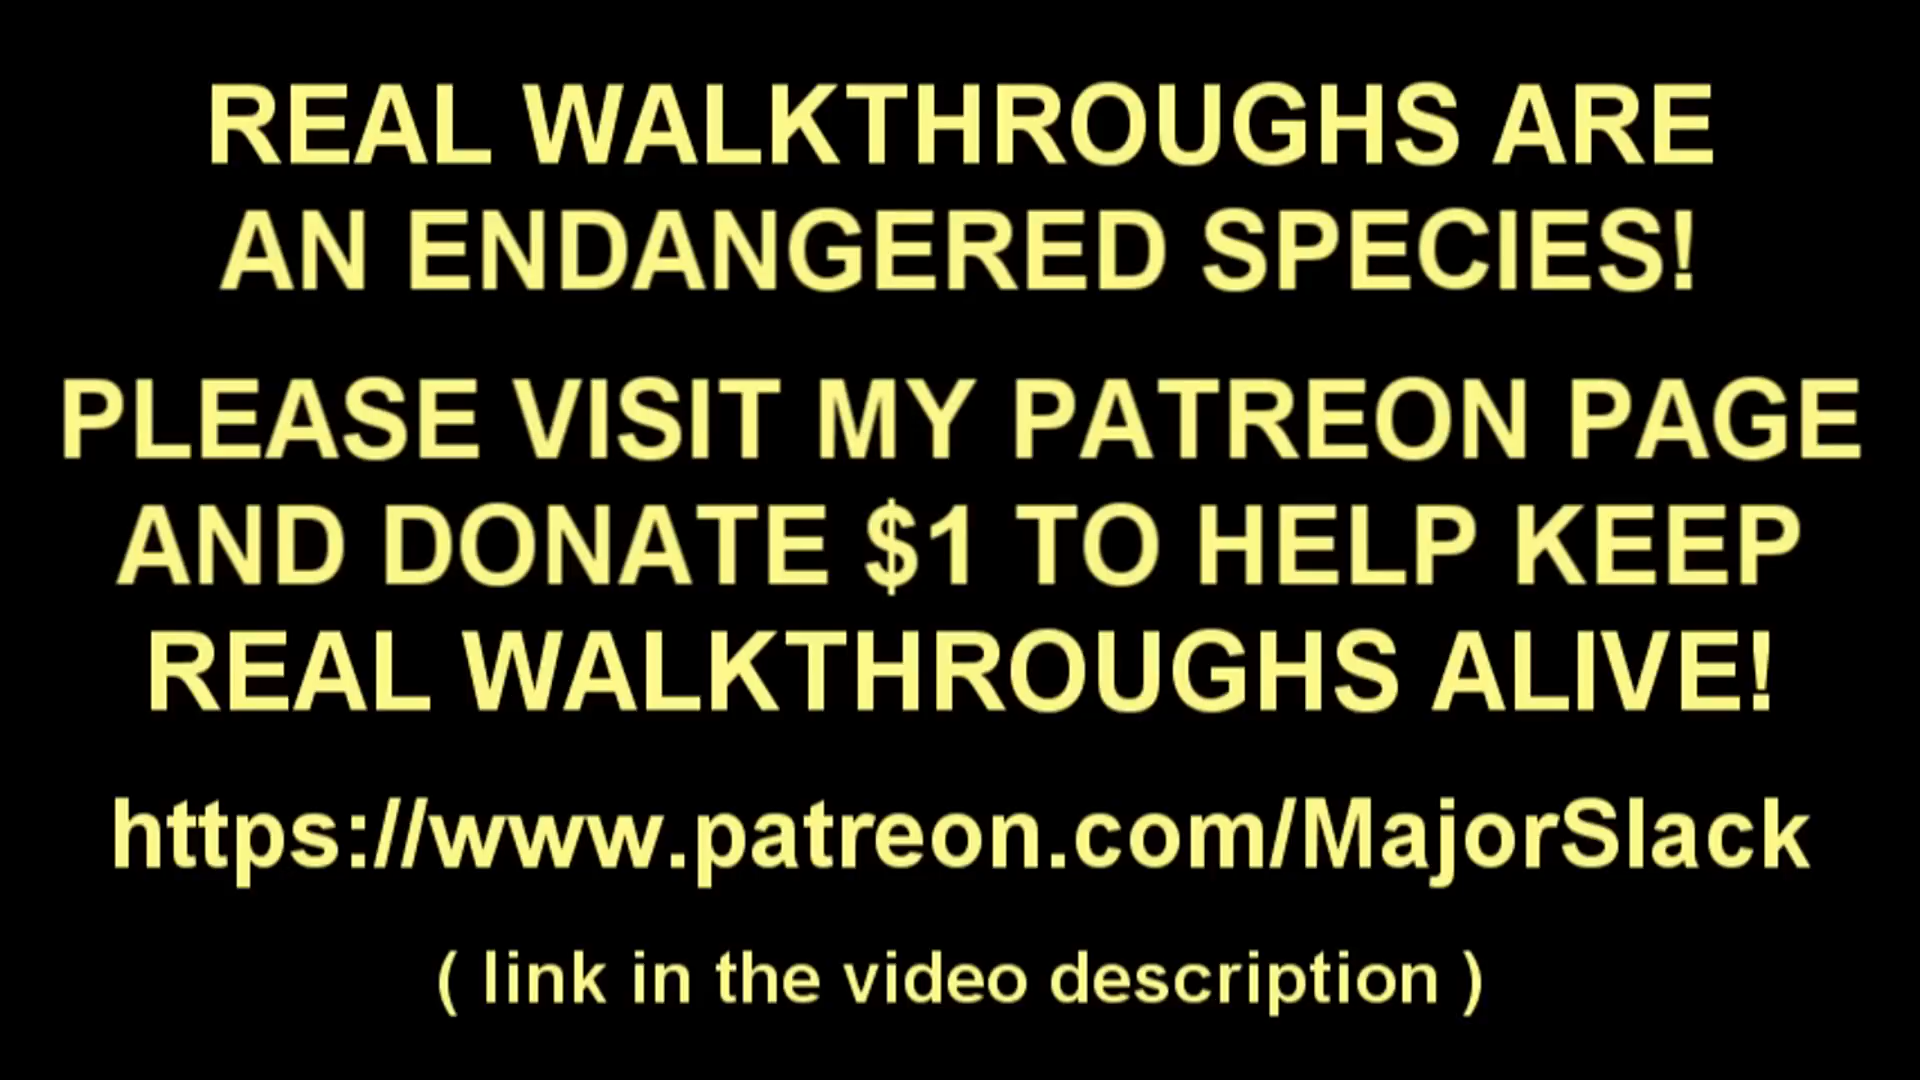 REAL WALKTHROUGHS ARE
AN ENDANGERED SPECIES!
PLEASE VISIT MY PATREON PAGE
AND DONATE $1 TO HELP KEEP
REAL WALKTHROUGHS ALIVE!
https://www.patreon.com/MajorSlack
( link in the video description )